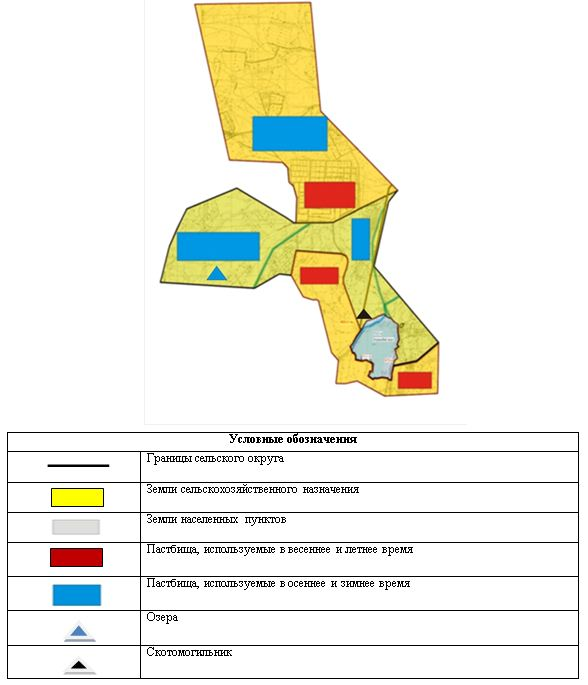 Условные обозначения
Границы сельского округа
Земли сельскохозяйственного назначения
Земли населенных пунктов
Пастбища, используемые в весеннее и летнее время
Пастбища, используемые в осеннее и зимнее время
Озера
Скотомогильник